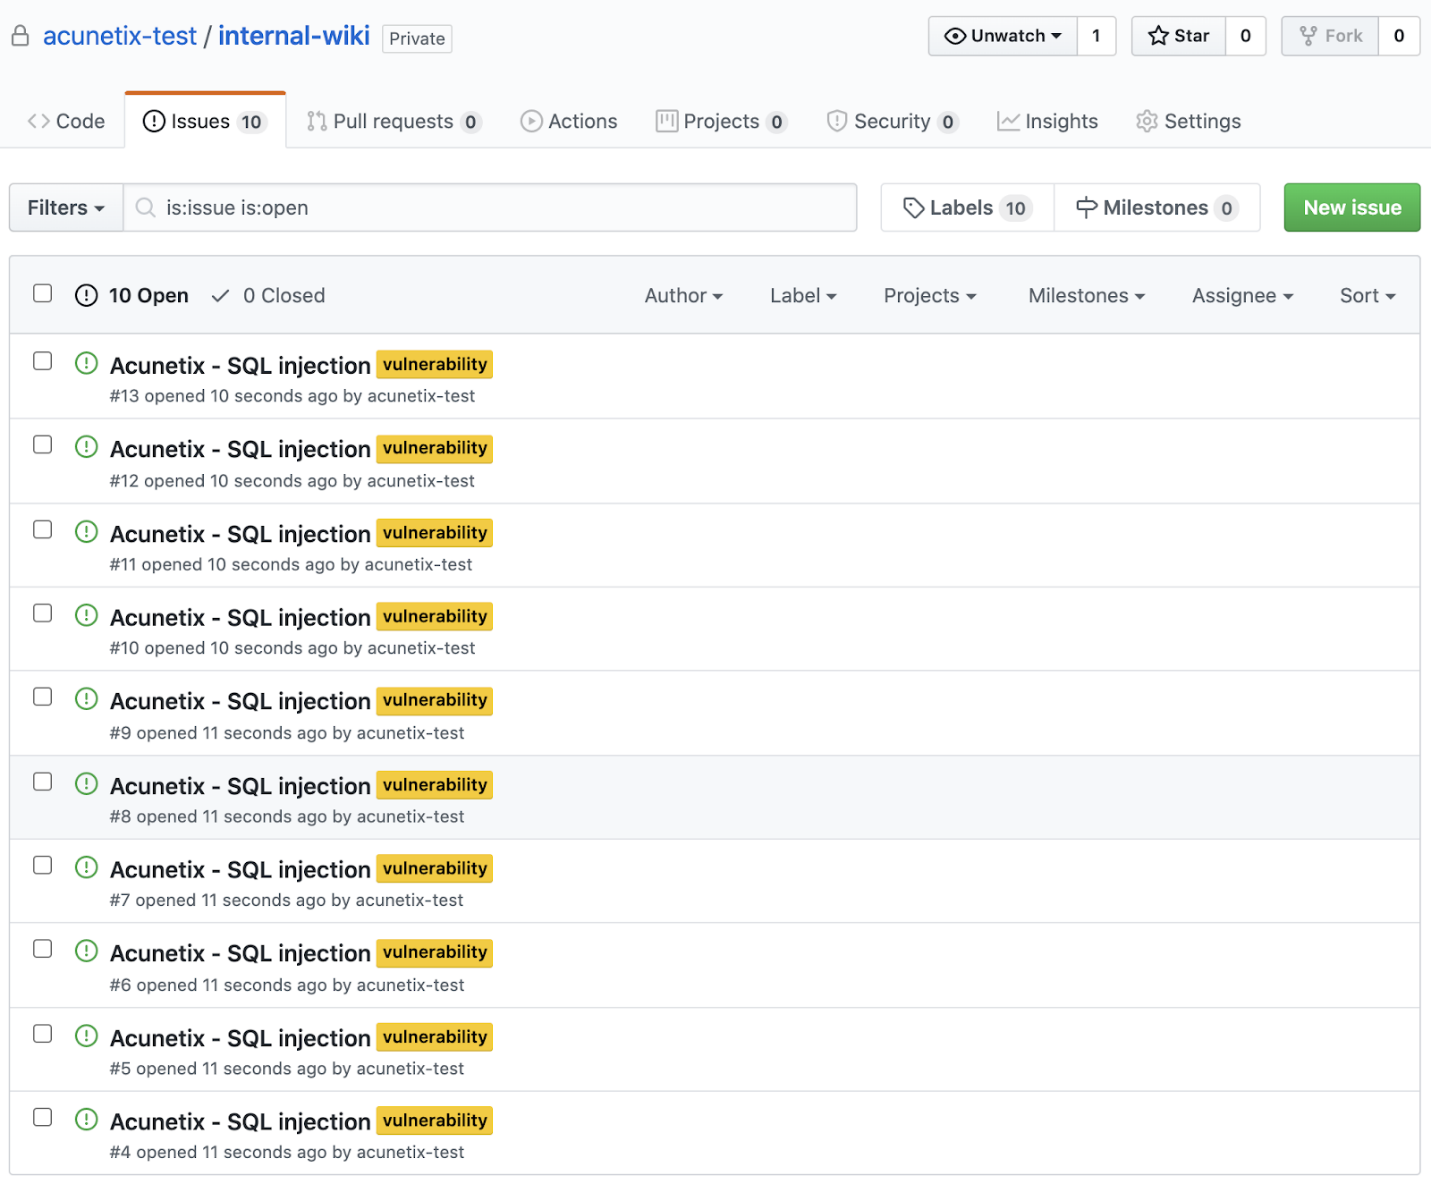 acunetix-test / internal-wiki Private Unwatch 1 Star 0 Fork 0
Code Issues 10 Pull requests 0 Actions Projects 0 Security 0 Insights Settings
Filters is:issue is:open Labels 10 Milestones 0 New issue
10 Open 0 Closed Author Label Projects Milestones Assignee Sort
Acunetix - SQL injection vulnerability
#13 opened 10 seconds ago by acunetix-test
Acunetix - SQL injection vulnerability
#12 opened 10 seconds ago by acunetix-test
Acunetix - SQL injection vulnerability
#11 opened 10 seconds ago by acunetix-test
Acunetix - SQL injection vulnerability
#10 opened 10 seconds ago by acunetix-test
Acunetix - SQL injection vulnerability
#9 opened 11 seconds ago by acunetix-test
Acunetix - SQL injection vulnerability
#8 opened 11 seconds ago by acunetix-test
Acunetix - SQL injection vulnerability
#7 opened 11 seconds ago by acunetix-test
Acunetix - SQL injection vulnerability
#6 opened 11 seconds ago by acunetix-test
Acunetix - SQL injection vulnerability
#5 opened 11 seconds ago by acunetix-test
Acunetix - SQL injection vulnerability
#4 opened 11 seconds ago by acunetix-test